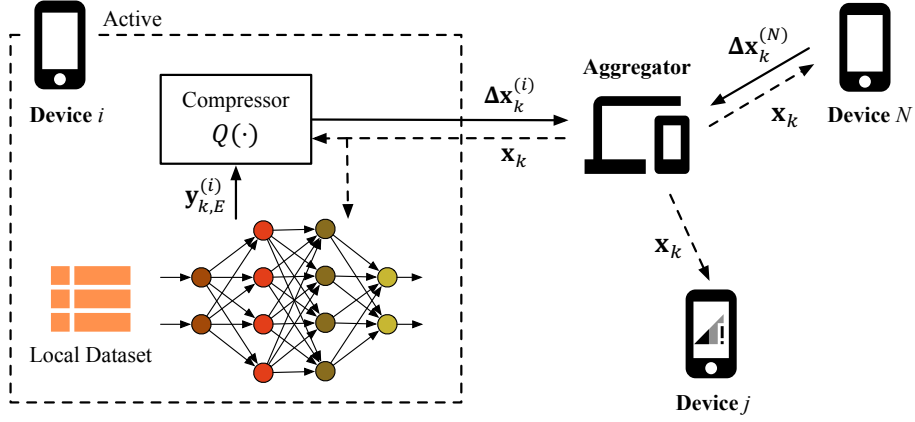 Active
Device i
Compressor
Q(·)
𝐲_{k,E}^{(i)}
Local Dataset
𝚫𝐱_k^{(i)}
𝐱_k
Aggregator
𝚫𝐱_k^{(N)}
𝐱_k
Device N
𝐱_k
!
Device j